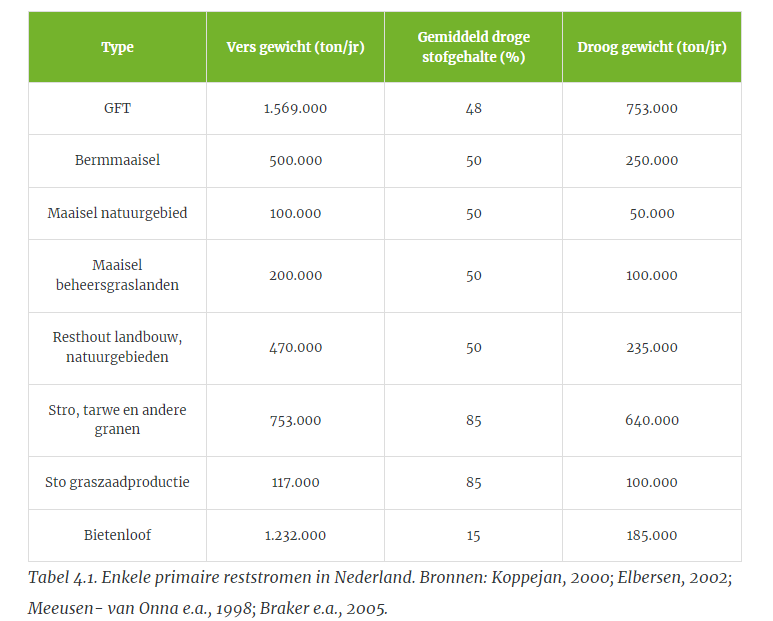 Type Vers gewicht (ton/jr) Gemiddeld droge stofgehalte (%) Droog gewicht (ton/jr)
GFT 1.569.000 48 753.000
Bermmaaisel 500.000 50 250.000
Maaisel natuurgebied 100.000 50 50.000
Maaisel beheersgraslanden 200.000 50 100.000
Resthout landbouw, natuurgebieden 470.000 50 235.000
Stro, tarwe en andere granen 753.000 85 640.000
Sto graszaadproductie 117.000 85 100.000
Bietenloof 1.232.000 15 185.000
Tabel 4.1. Enkele primaire reststromen in Nederland. Bronnen: Koppejan, 2000; Elbersen, 2002;
Meeusen- van Onna e.a., 1998; Braker e.a., 2005.